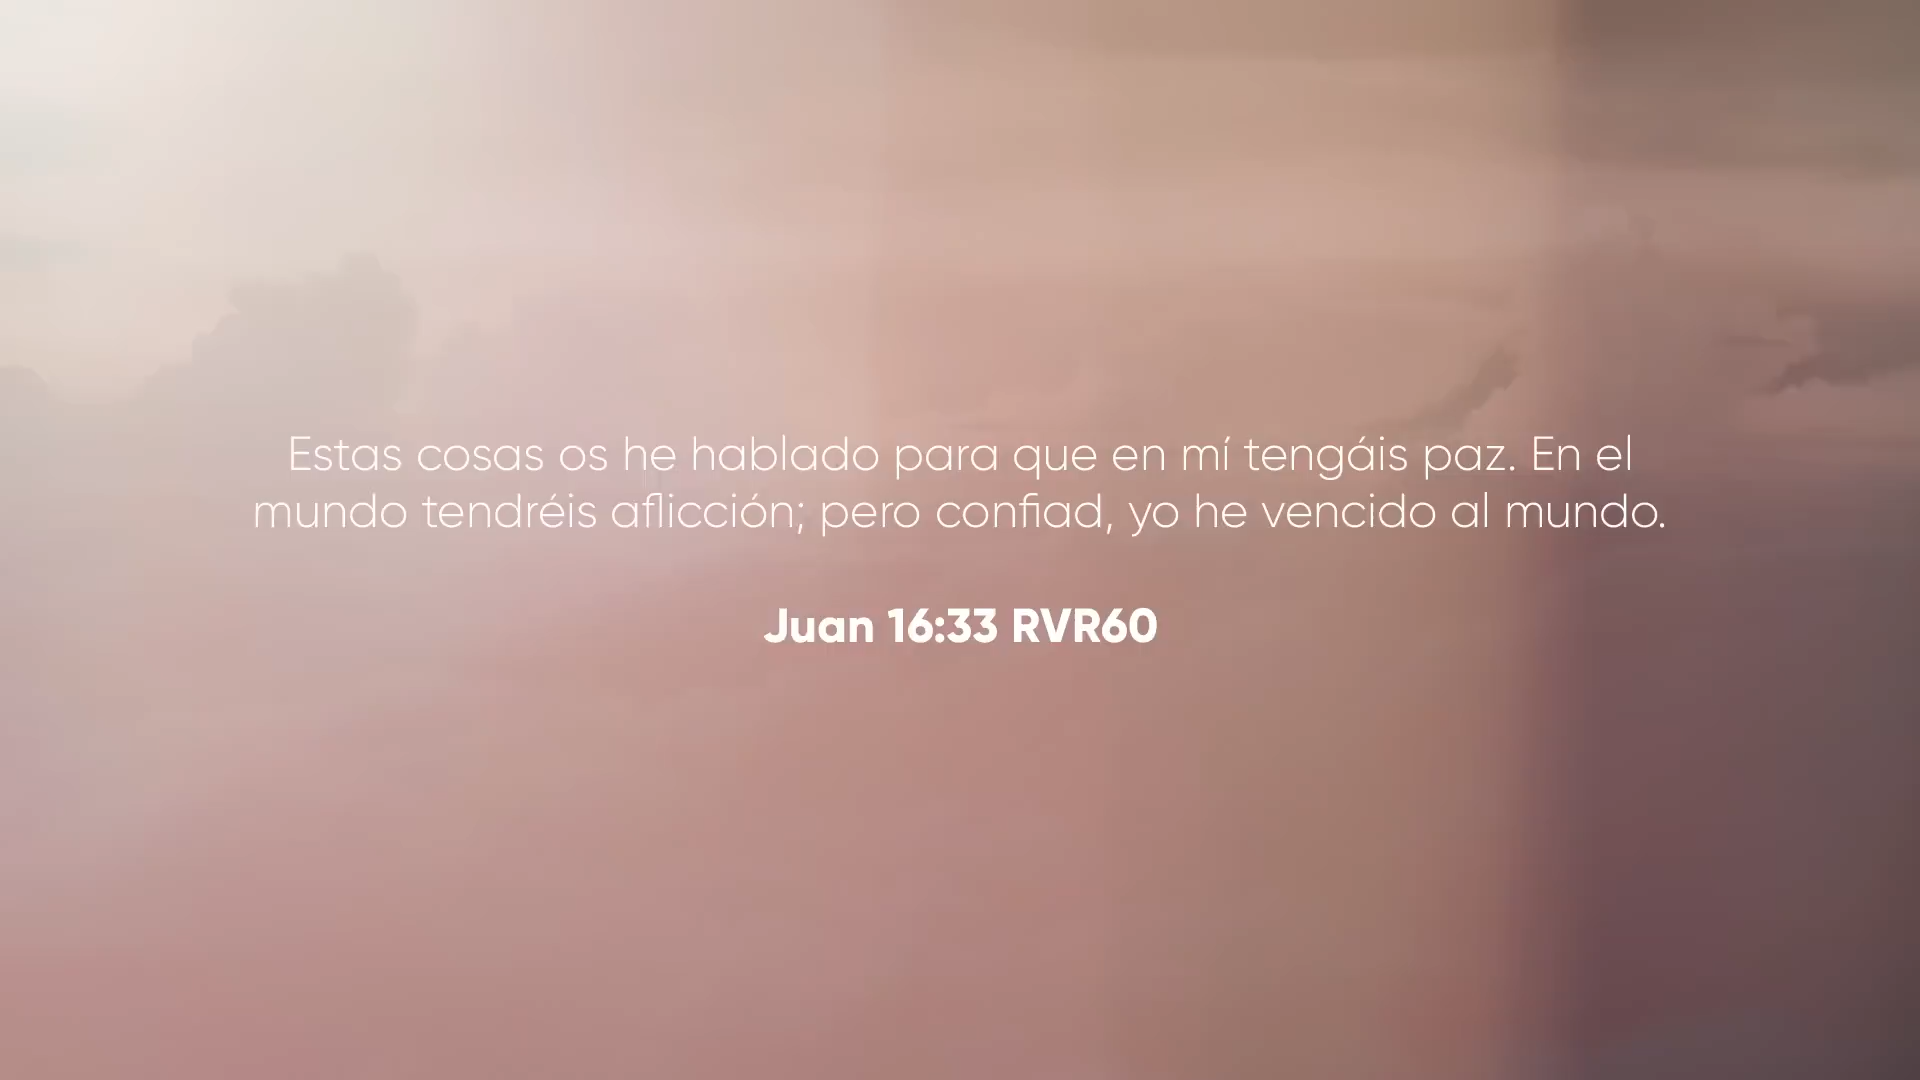 Estas cosas os he hablado para que en mí tengáis paz. En el
mundo tendréis aflicción; pero confiad, yo he vencido al mundo.
Juan 16:33 RVR60